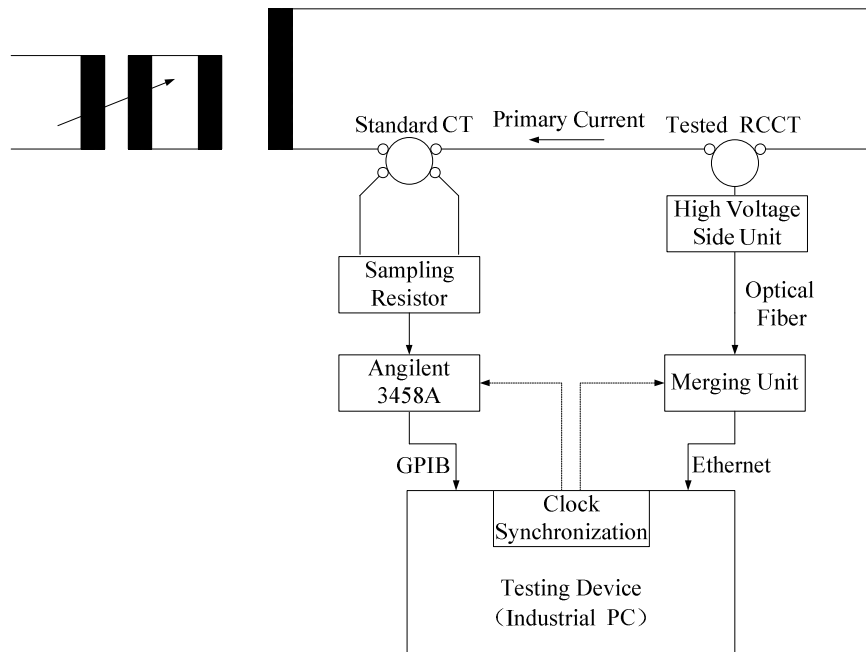 Standard CT
Primary Current
Tested RCCT
High Voltage
Side Unit
Sampling
Resistor
Optical
Fiber
Angilent
3458A
Merging Unit
GPIB
Ethernet
Clock
Synchronization
Testing Device
（Industrial PC）